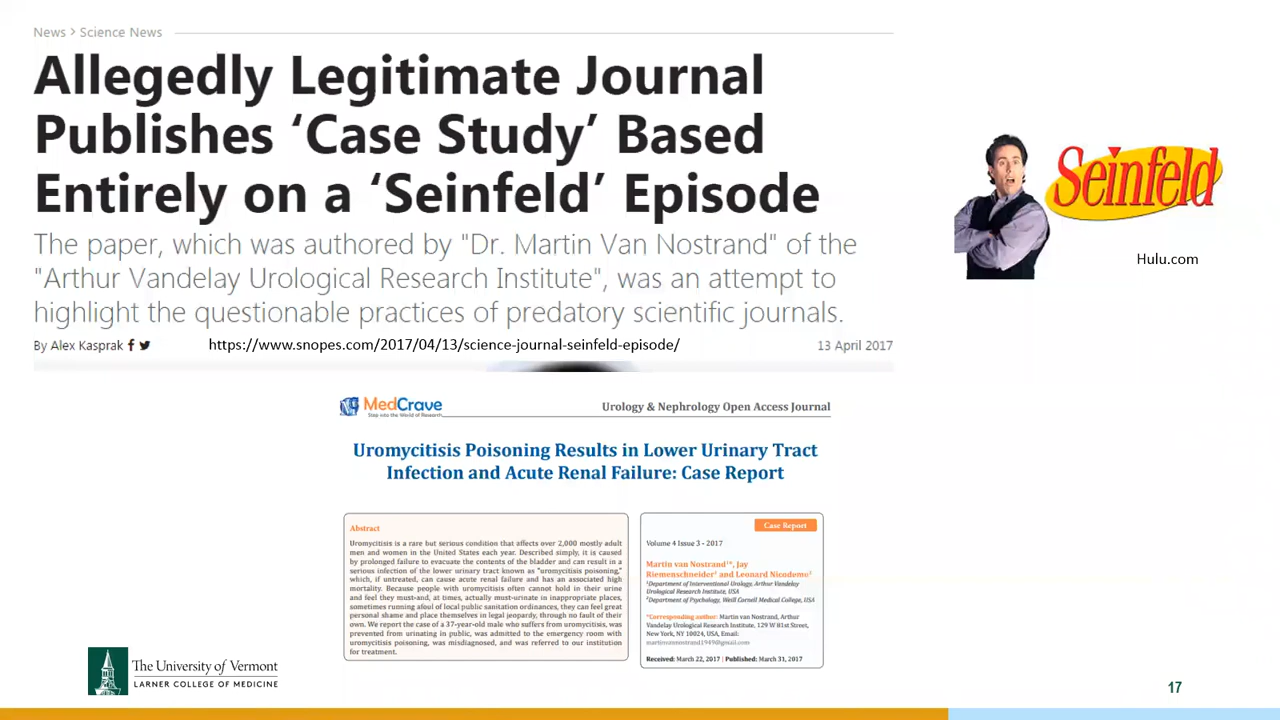 News > Science News
Allegedly Legitimate Journal
Publishes ‘Case Study’ Based
Entirely on a ‘Seinfeld’ Episode
The paper, which was authored by "Dr. Martin Van Nostrand" of the
"Arthur Vandelay Urological Research Institute", was an attempt to
highlight the questionable practices of predatory scientific journals.
By Alex Kasprak
https://www.snopes.com/2017/04/13/science-journal-seinfeld-episode/
13 April 2017
Seinfeld
Hulu.com
MedCrave
Step into the World of Research
Urology & Nephrology Open Access Journal
Uromycitisis Poisoning Results in Lower Urinary Tract
Infection and Acute Renal Failure: Case Report
Abstract
Uromycitisis is a rare but serious condition that affects over 2,000 mostly adult
men and women in the United States each year. Described simply, it is caused
by prolonged failure to evacuate the contents of the bladder and can result in a
serious infection of the lower urinary tract known as "uromycitisis poisoning,"
which, if untreated, can cause acute renal failure and has an associated high
mortality. Because people with uromycitisis often cannot hold in their urine
and feel they must-and, at times, actually must-urinate in inappropriate places,
sometimes running afoul of local public sanitation ordinances, they can feel great
personal shame and place themselves in legal jeopardy, through no fault of their
own. We report the case of a 37-year-old male who suffers from uromycitisis, was
prevented from urinating in public, was admitted to the emergency room with
uromycitisis poisoning, was misdiagnosed, and was referred to our institution
for treatment.
Case Report
Volume 4 Issue 3 - 2017
Martin van Nostrand¹*, Jay
Riemenschneider¹ and Leonard Nicodemo²
¹Department of Interventional Urology, Arthur Vandelay
Urological Research Institute, USA
²Department of Psychology, Weill Cornell Medical College, USA
*Corresponding author: Martin van Nostrand, Arthur
Vandelay Urological Research Institute. 129 W 81st Street,
New York, NY 10024, USA, Email:
martinvannostrand1949@gmail.com
Received: March 22, 2017 | Published: March 31, 2017
The University of Vermont
LARNER COLLEGE OF MEDICINE
17